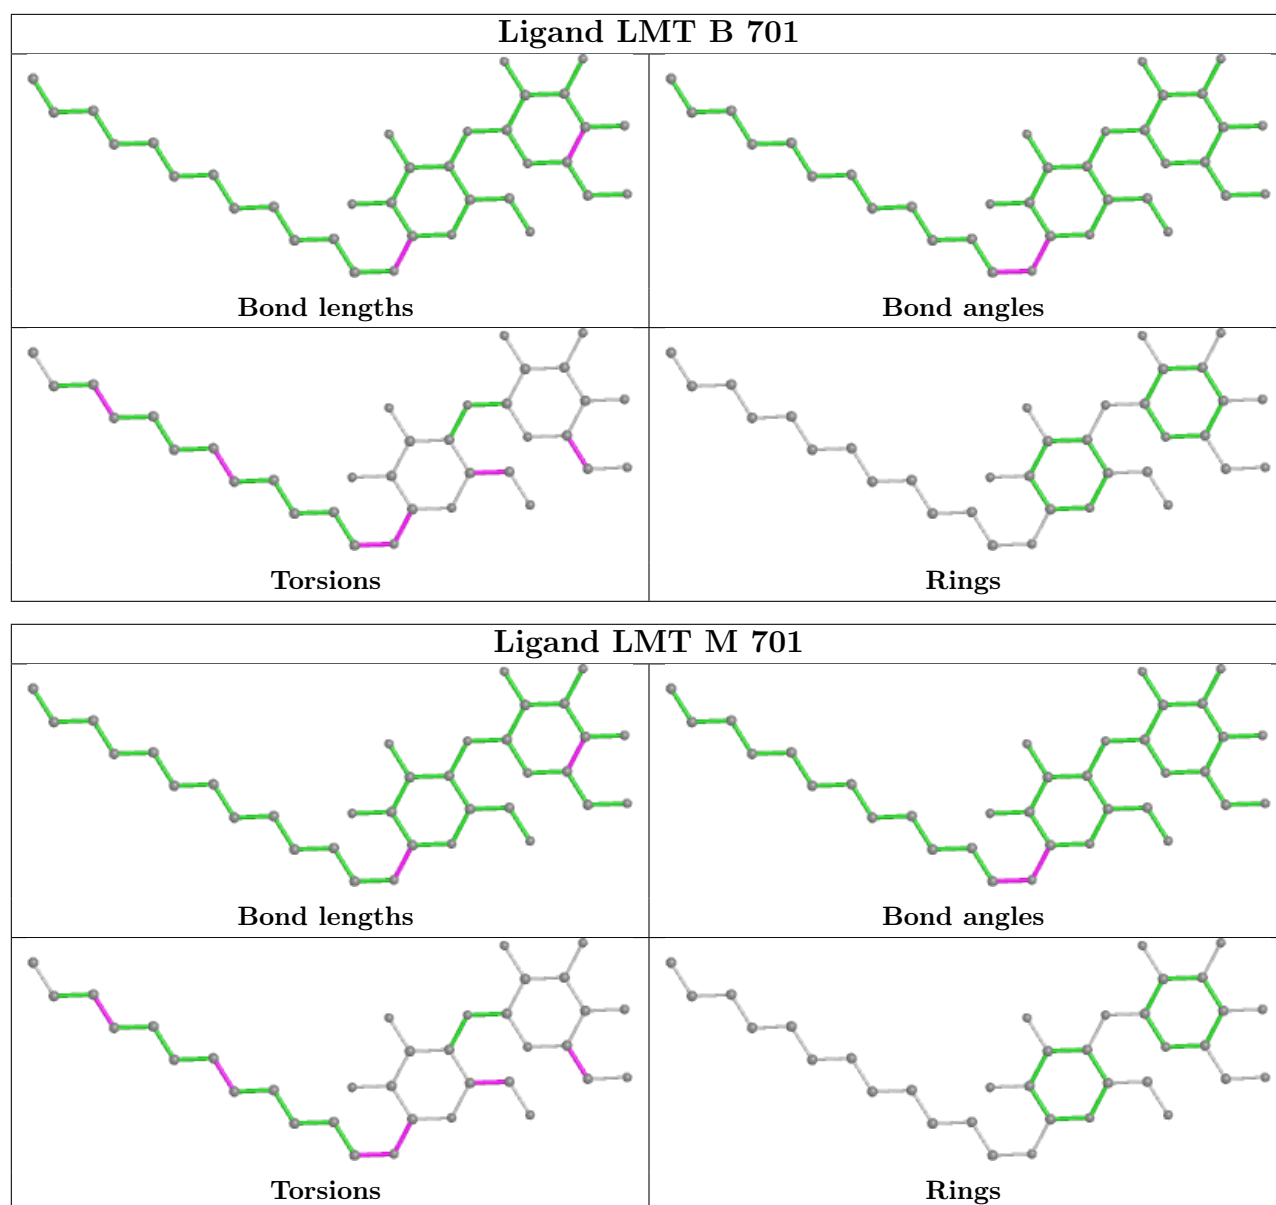 Ligand LMT B 701
Bond lengths
Bond angles
Torsions
Rings
Ligand LMT M 701
Bond lengths
Bond angles
Torsions
Rings